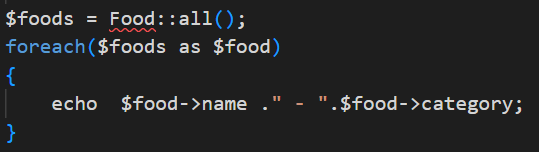 $foods = Food::all();
foreach($foods as $food)
{
    echo  $food->name ." - ".$food->category;
}